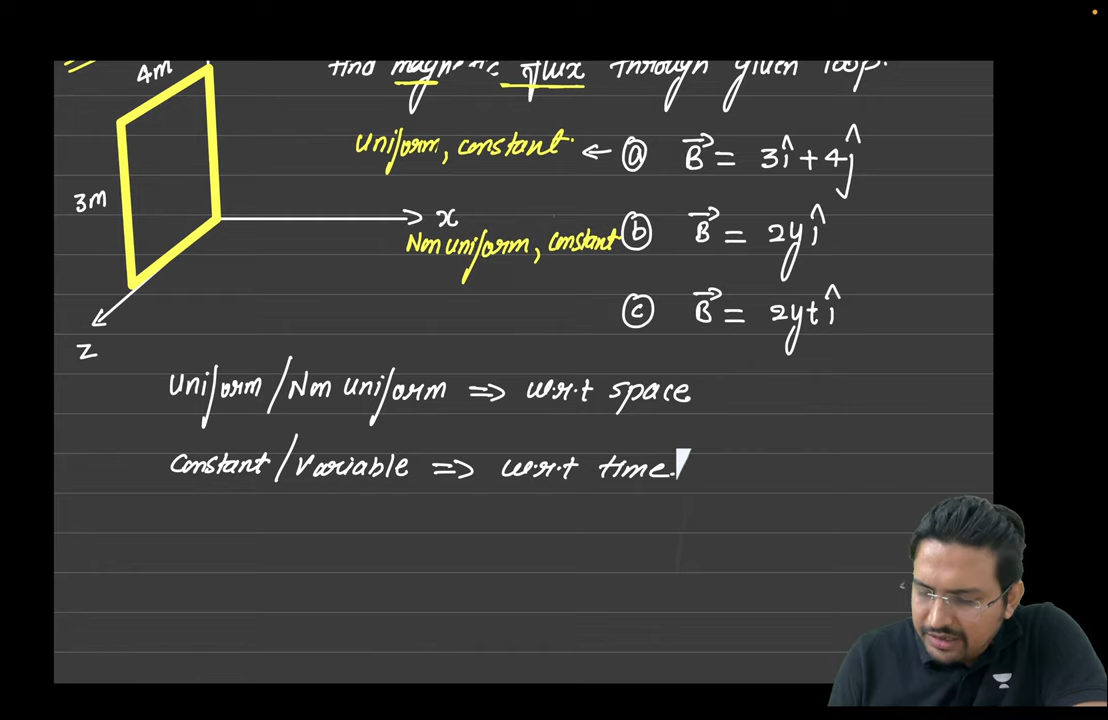 4m
find magnetic flux through given loop.
uniform, constant. ← ⓐ B⃗ = 3î + 4ĵ
3m
x
Non uniform, constant ⓑ B⃗ = 2y î
ⓒ B⃗ = 2yt î
z
Uniform / Non uniform ⇒ w.r.t space
Constant / Variable ⇒ w.r.t time.